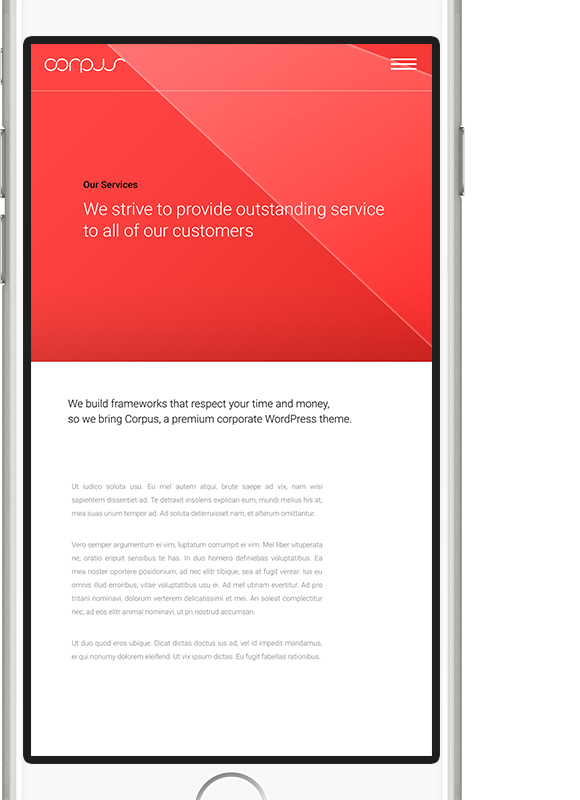 corpus
Our Services
We strive to provide outstanding service
to all of our customers
We build frameworks that respect your time and money,
so we bring Corpus, a premium corporate WordPress theme.
Ut iudico soluta usu. Eu mel autem atqui, brute saepe ad vix, nam wisi
sapientem dissentiet ad. Te detraxit insolens explicari eum, mundi melius his at,
mea suas unum tempor ad. Ad soluta deterruisset nam, et alterum omittantur.
Vero semper argumentum ei vim, luptatum corrumpit ei vim. Mel liber vituperata
ne, oratio eripuit sensibus te has. In duo homero definiebas voluptatibus. Ea
mea noster oportere posidonium, ad nec elitr tibique, sea at fugit verear. Ius eu
omnis illud erroribus, vitae voluptatibus usu ei. Ad mel utinam evertitur. Ad pro
tritani nominavi, dolorum verterem delicatissimi et mei. An soleat complectitur
nec, ad eos elitr animal nominavi, ut pri nostrud accumsan.
Ut duo quod eros ubique. Dicat dictas doctus ius ad, vel id impedit mandamus,
ei qui nonumy dolorem eleifend. Ut vix ipsum dictas. Eu fugit fabellas rationibus.